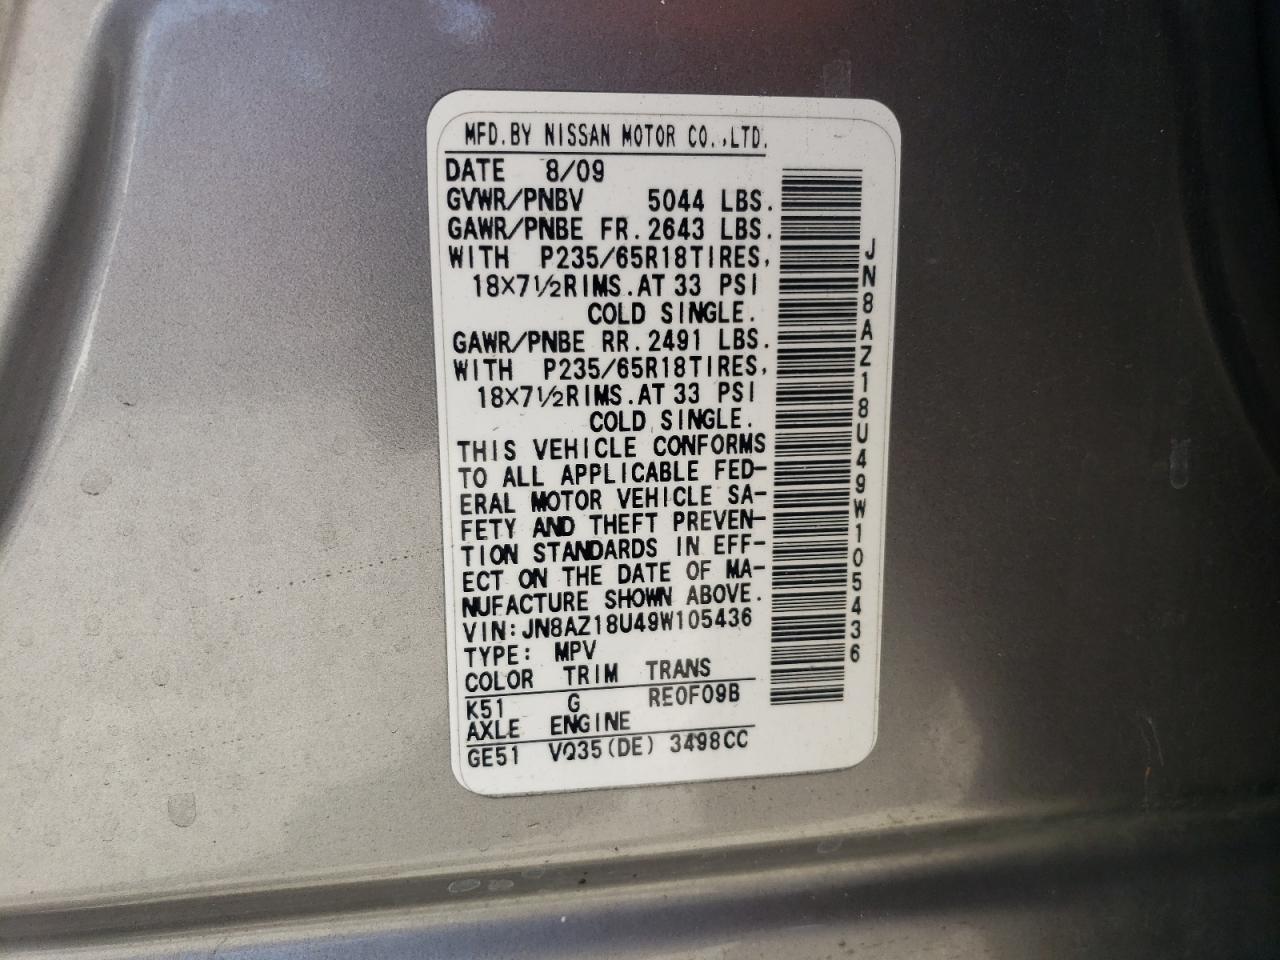 MFD.BY NISSAN MOTOR CO.,LTD.
DATE 8/09
GVWR/PNBV 5044 LBS.
GAWR/PNBE FR.2643 LBS.
WITH P235/65R18TIRES,
18×7½RIMS.AT 33 PSI
COLD SINGLE.
GAWR/PNBE RR.2491 LBS.
WITH P235/65R18TIRES,
18×7½RIMS.AT 33 PSI
COLD SINGLE.
THIS VEHICLE CONFORMS
TO ALL APPLICABLE FED-
ERAL MOTOR VEHICLE SA-
FETY AND THEFT PREVEN-
TION STANDARDS IN EFF-
ECT ON THE DATE OF MA-
NUFACTURE SHOWN ABOVE.
VIN:JN8AZ18U49W105436
TYPE: MPV
COLOR TRIM TRANS
K51 G RE0F09B
AXLE ENGINE
GE51 VQ35(DE) 3498CC
JN8AZ18U49W105436